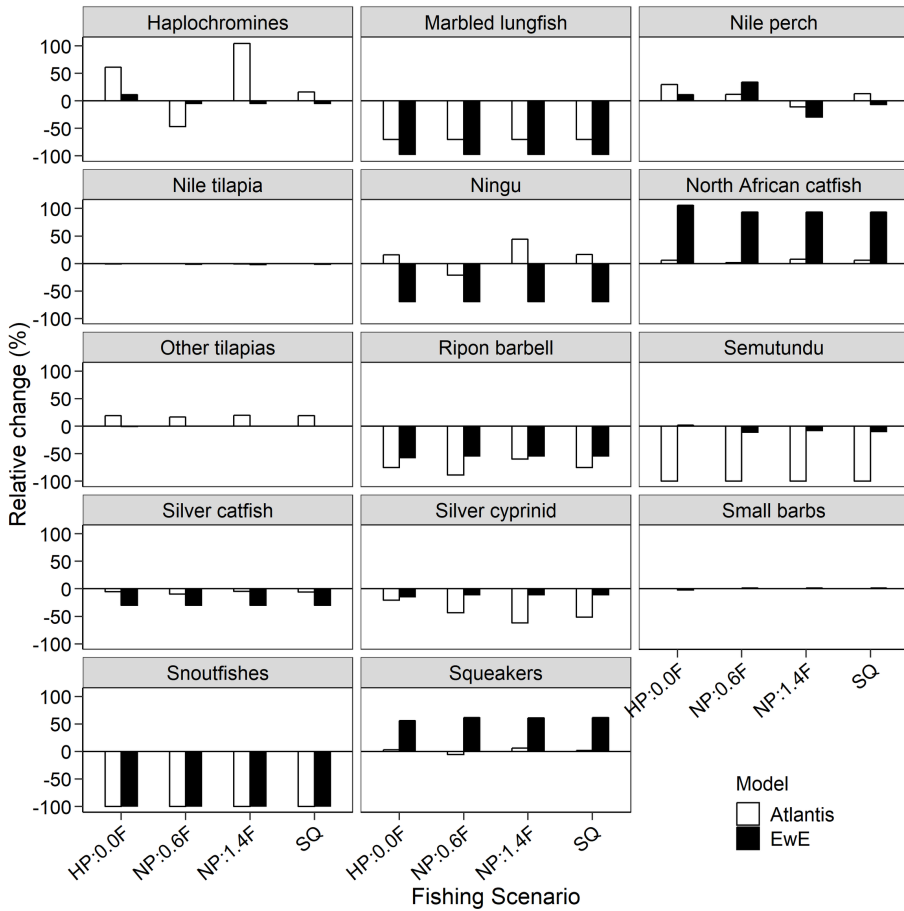 Haplochromines
Marbled lungfish
Nile perch
100
50
0
-50
-100
Nile tilapia
Ningu
North African catfish
100
50
0
-50
-100
Other tilapias
Ripon barbell
Semutundu
100
50
0
-50
-100
Silver catfish
Silver cyprinid
Small barbs
100
50
0
-50
-100
Snoutfishes
Squeakers
100
50
0
-50
-100
HP:0.0F
NP:0.6F
NP:1.4F
SQ
HP:0.0F
NP:0.6F
NP:1.4F
SQ
HP:0.0F
NP:0.6F
NP:1.4F
SQ
Relative change (%)
Fishing Scenario
Model
Atlantis
EwE